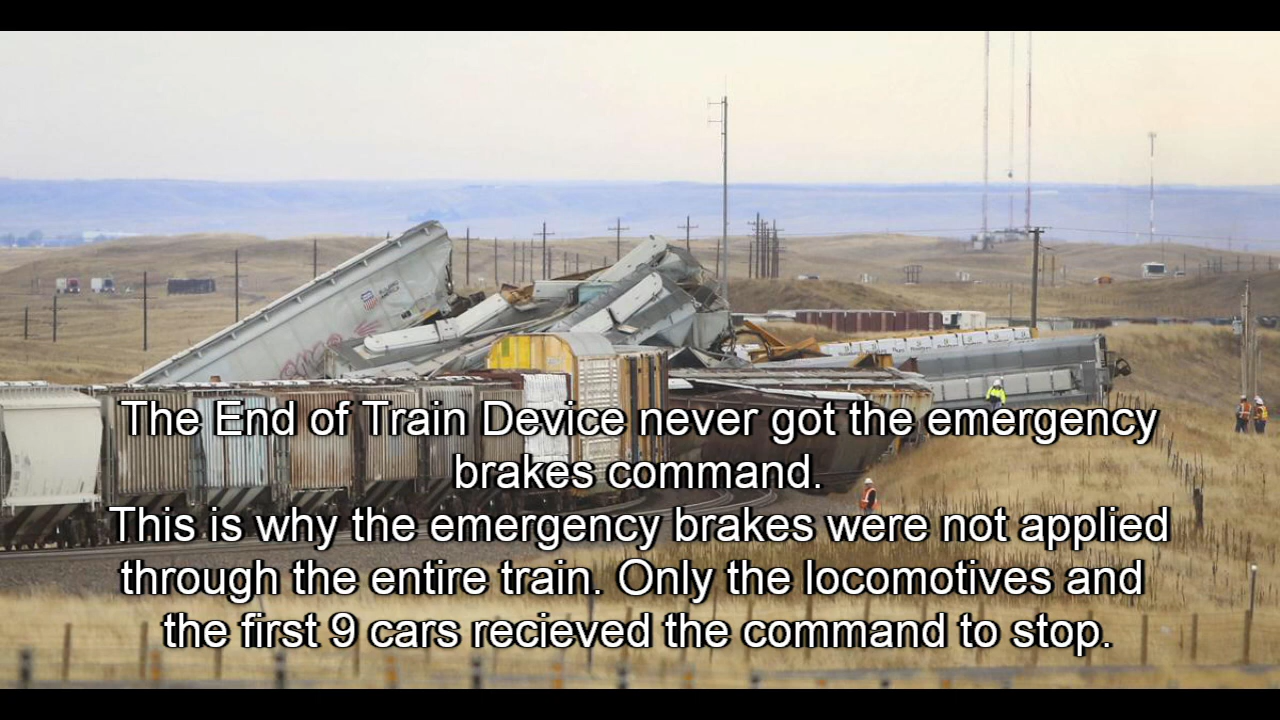 The End of Train Device never got the emergency
brakes command.
This is why the emergency brakes were not applied
through the entire train. Only the locomotives and
the first 9 cars recieved the command to stop.